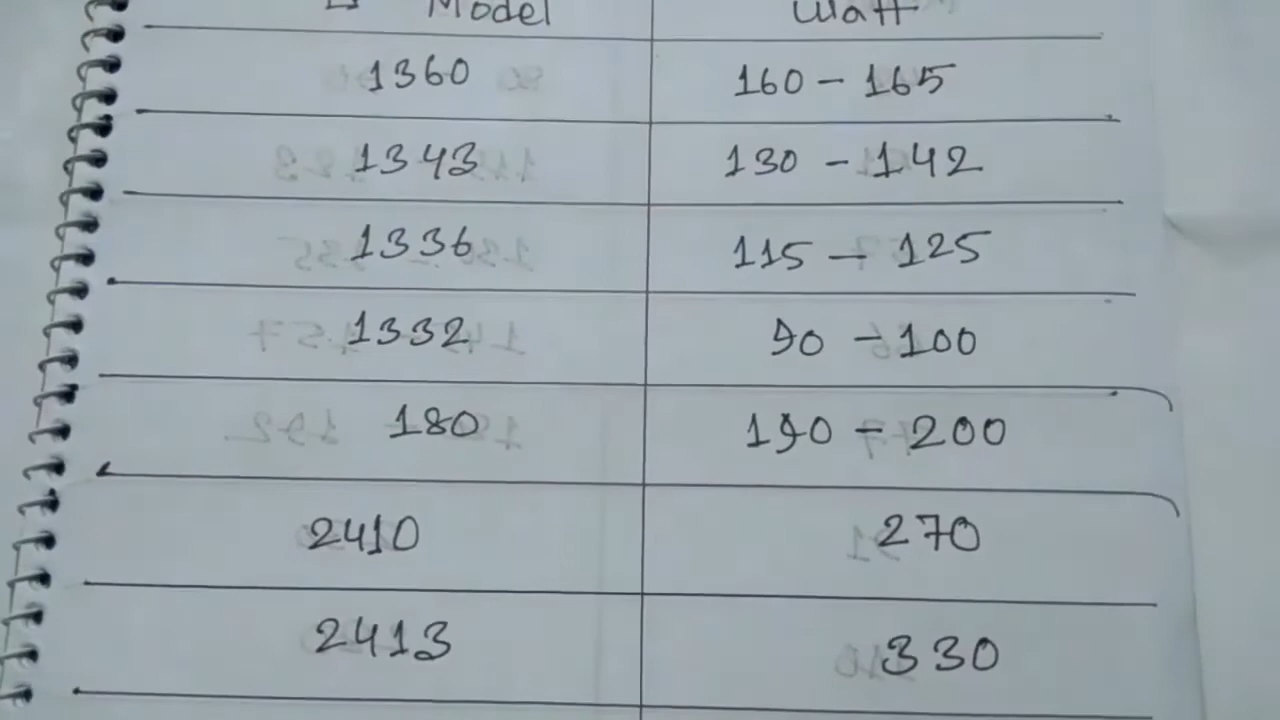 Model Watt
1360 160 - 165
1343 130 - 142
1336 115 - 125
1332 90 - 100
180 190 - 200
2410 270
2413 330